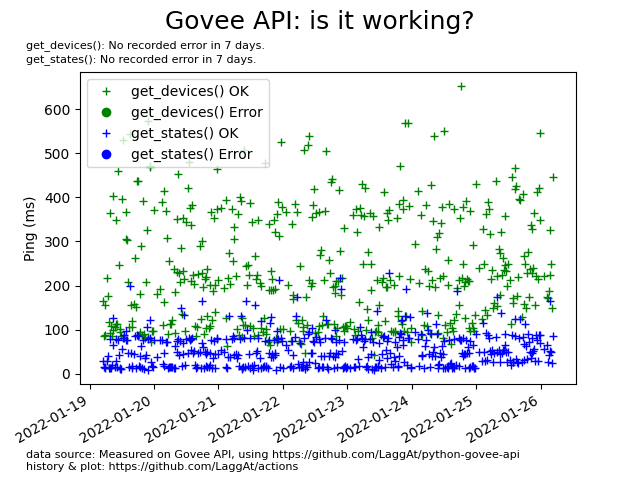 Govee API: is it working?
get_devices(): No recorded error in 7 days.
get_states(): No recorded error in 7 days.
get_devices() OK
get_devices() Error
get_states() OK
get_states() Error
Ping (ms)
600
500
400
300
200
100
0
2022-01-19
2022-01-20
2022-01-21
2022-01-22
2022-01-23
2022-01-24
2022-01-25
2022-01-26
data source: Measured on Govee API, using https://github.com/LaggAt/python-govee-api
history & plot: https://github.com/LaggAt/actions